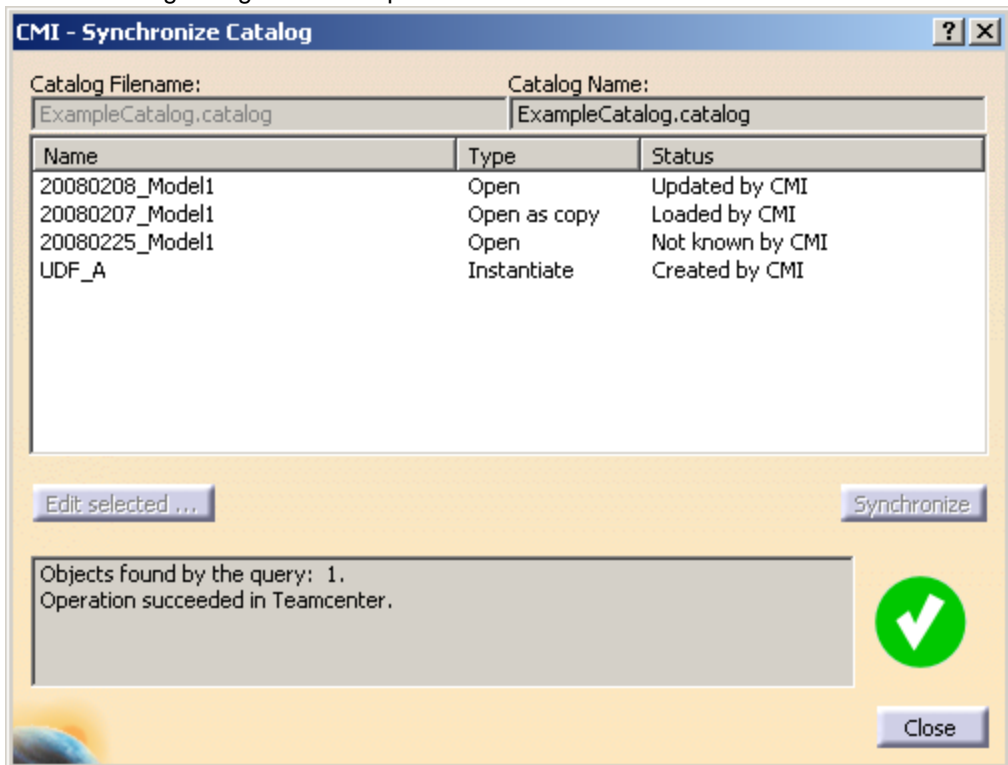 CMI - Synchronize Catalog
Catalog Filename: Catalog Name:
ExampleCatalog.catalog ExampleCatalog.catalog
Name Type Status
20080208_Model1 Open Updated by CMI
20080207_Model1 Open as copy Loaded by CMI
20080225_Model1 Open Not known by CMI
UDF_A Instantiate Created by CMI
Edit selected ... Synchronize
Objects found by the query: 1.
Operation succeeded in Teamcenter.
Close